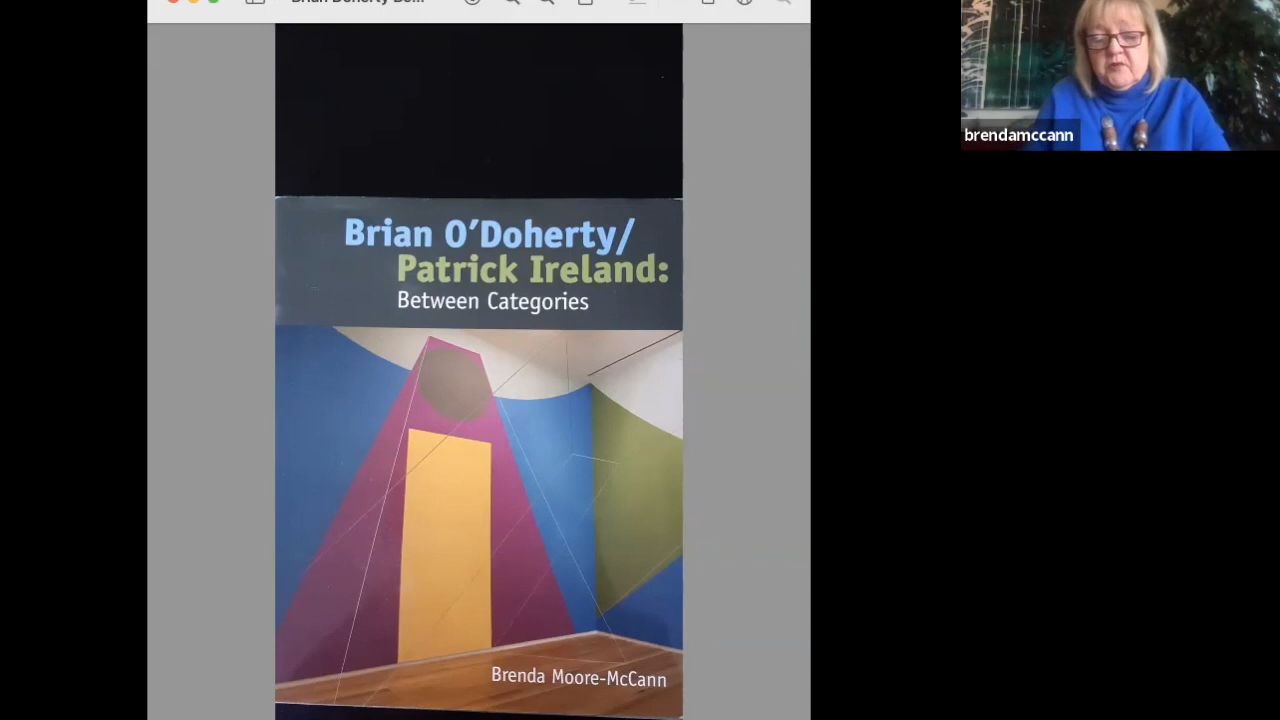 Brian O'Doherty/
Patrick Ireland:
Between Categories
Brenda Moore-McCann
brendamccann